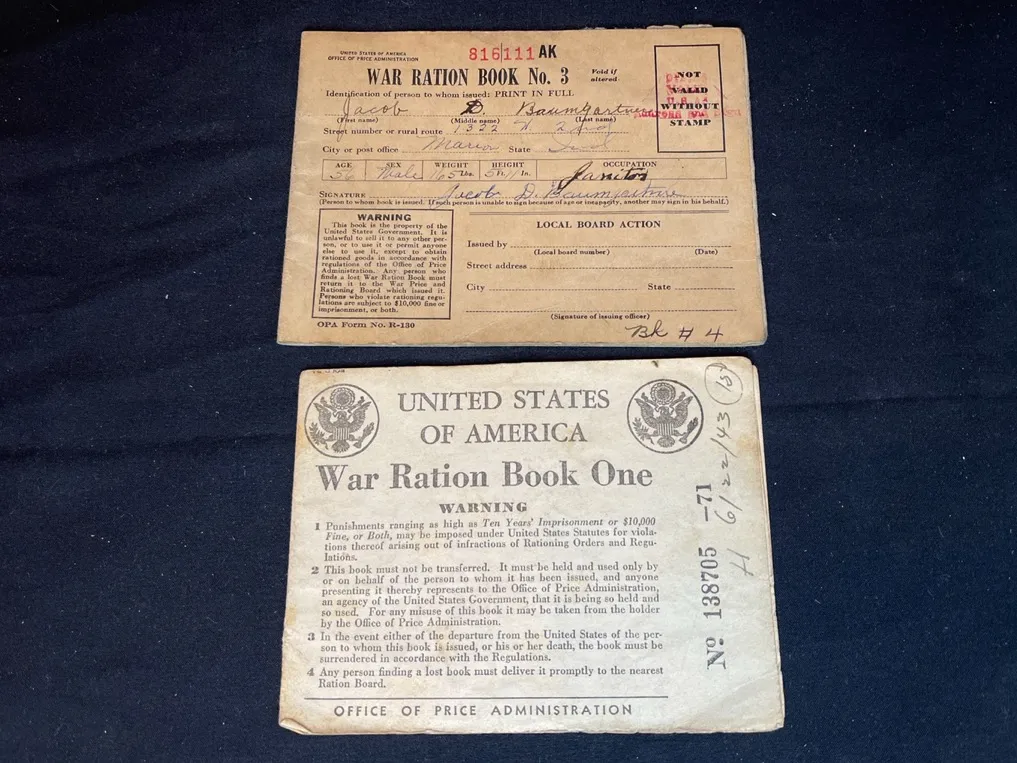 UNITED STATES OF AMERICA
OFFICE OF PRICE ADMINISTRATION
816111 AK
WAR RATION BOOK No. 3
Void if
altered
NOT
VALID
WITHOUT
STAMP
Identification of person to whom issued: PRINT IN FULL
Jacob D. Baumgartner
(First name) (Middle name) (Last name)
Street number or rural route 1322 W 2nd
City or post office Marion State Ind
AGE SEX WEIGHT HEIGHT OCCUPATION
Male 165 Lbs. 5 Ft. 11 In. Janitor
SIGNATURE Jacob D. Baumgartner
(Person to whom book is issued. If such person is unable to sign because of age or incapacity, another may sign in his behalf.)
WARNING
This book is the property of the
United States Government. It is
unlawful to sell it to any other per-
son, or to use it or permit anyone
else to use it, except to obtain
rationed goods in accordance with
regulations of the Office of Price
Administration. Any person who
finds a lost War Ration Book must
return it to the War Price and
Rationing Board which issued it.
Persons who violate rationing regu-
lations are subject to $10,000 fine or
imprisonment, or both.
LOCAL BOARD ACTION
Issued by
(Local board number) (Date)
Street address
City State
(Signature of issuing officer)
OPA Form No. R-130
Bk # 4
UNITED STATES
OF AMERICA
War Ration Book One
WARNING
1 Punishments ranging as high as Ten Years' Imprisonment or $10,000
Fine, or Both, may be imposed under United States Statutes for viola-
tions thereof arising out of infractions of Rationing Orders and Regu-
lations.
2 This book must not be transferred. It must be held and used only by
or on behalf of the person to whom it has been issued, and anyone
presenting it thereby represents to the Office of Price Administration,
an agency of the United States Government, that it is being so held and
so used. For any misuse of this book it may be taken from the holder
by the Office of Price Administration.
3 In the event either of the departure from the United States of the per-
son to whom this book is issued, or his or her death, the book must be
surrendered in accordance with the Regulations.
4 Any person finding a lost book must deliver it promptly to the nearest
Ration Board.
OFFICE OF PRICE ADMINISTRATION
No 138705 -71
H 6/22/43 15